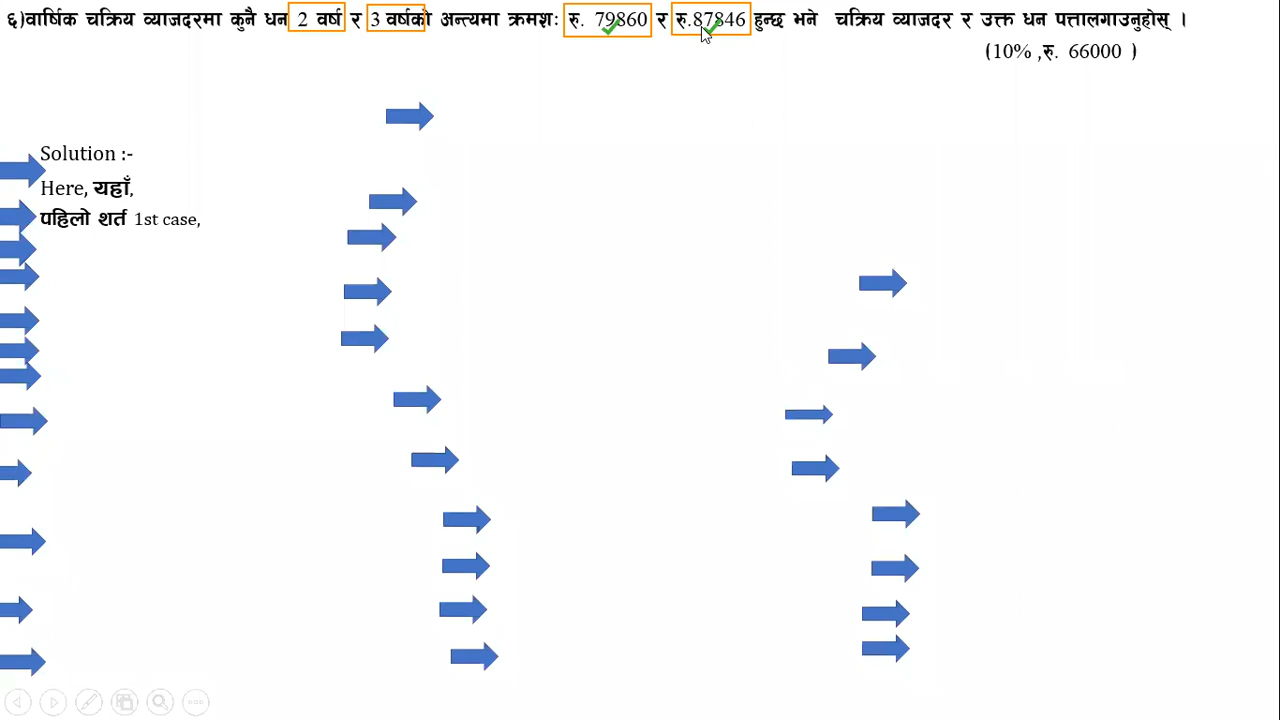 ६)वार्षिक चक्रिय व्याजदरमा कुनै धन 2 वर्ष र 3 वर्षको अन्त्यमा क्रमशः रु. 79860 र रु.87846 हुन्छ भने चक्रिय व्याजदर र उक्त धन पत्तालगाउनुहोस् ।
(10% ,रु. 66000 )
Solution :-
Here, यहाँ,
पहिलो शर्त 1st case,